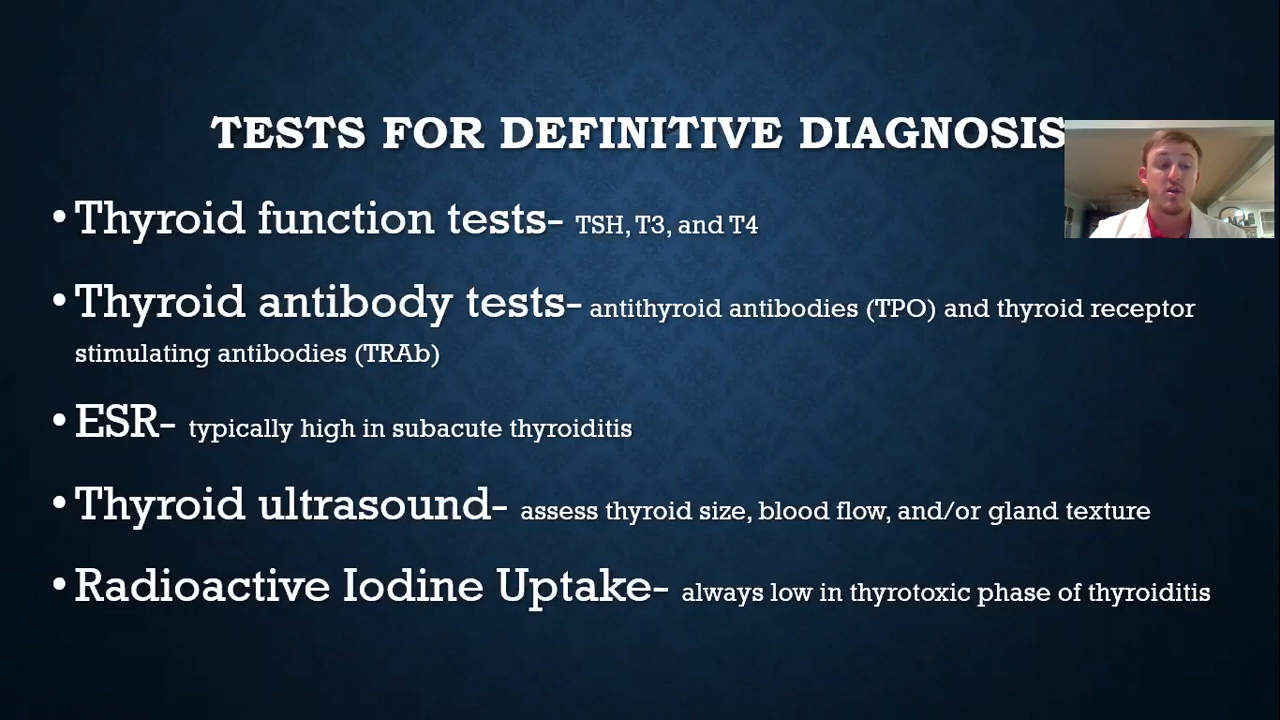 TESTS FOR DEFINITIVE DIAGNOSIS
• Thyroid function tests- TSH, T3, and T4
• Thyroid antibody tests- antithyroid antibodies (TPO) and thyroid receptor
stimulating antibodies (TRAb)
• ESR- typically high in subacute thyroiditis
• Thyroid ultrasound- assess thyroid size, blood flow, and/or gland texture
• Radioactive Iodine Uptake- always low in thyrotoxic phase of thyroiditis